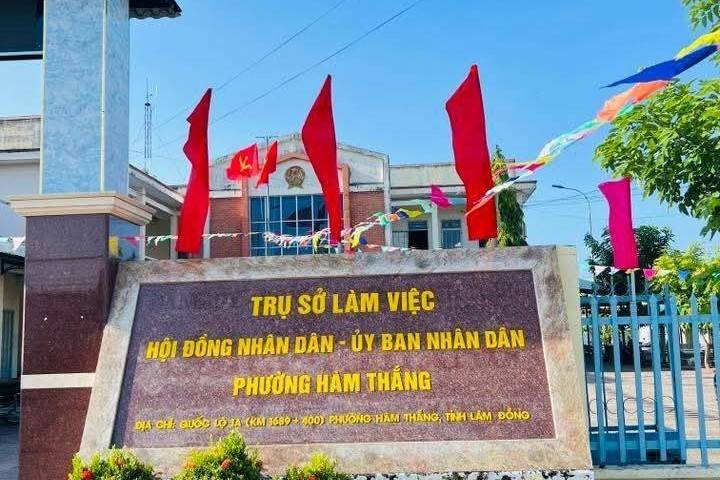 TRỤ SỞ LÀM VIỆC
HỘI ĐỒNG NHÂN DÂN - ỦY BAN NHÂN DÂN
PHƯỜNG HÀM THẮNG
ĐỊA CHỈ: QUỐC LỘ 1A (KM 1689 + 400) PHƯỜNG HÀM THẮNG, TỈNH LÂM ĐỒNG